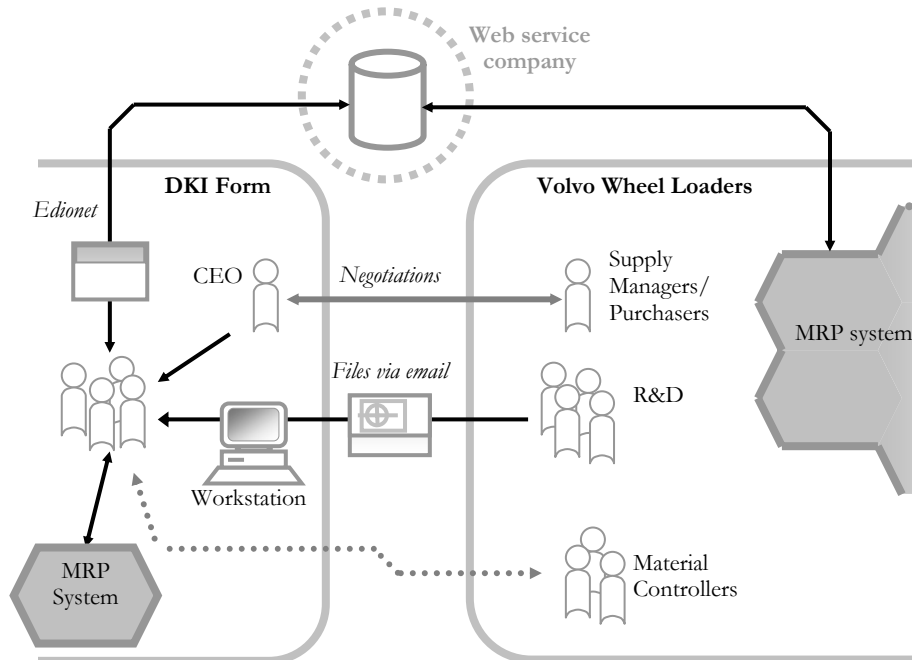 Web service
company
DKI Form
Volvo Wheel Loaders
Edionet
CEO
Negotiations
Supply
Managers/
Purchasers
MRP system
Files via email
R&D
Workstation
MRP
System
Material
Controllers